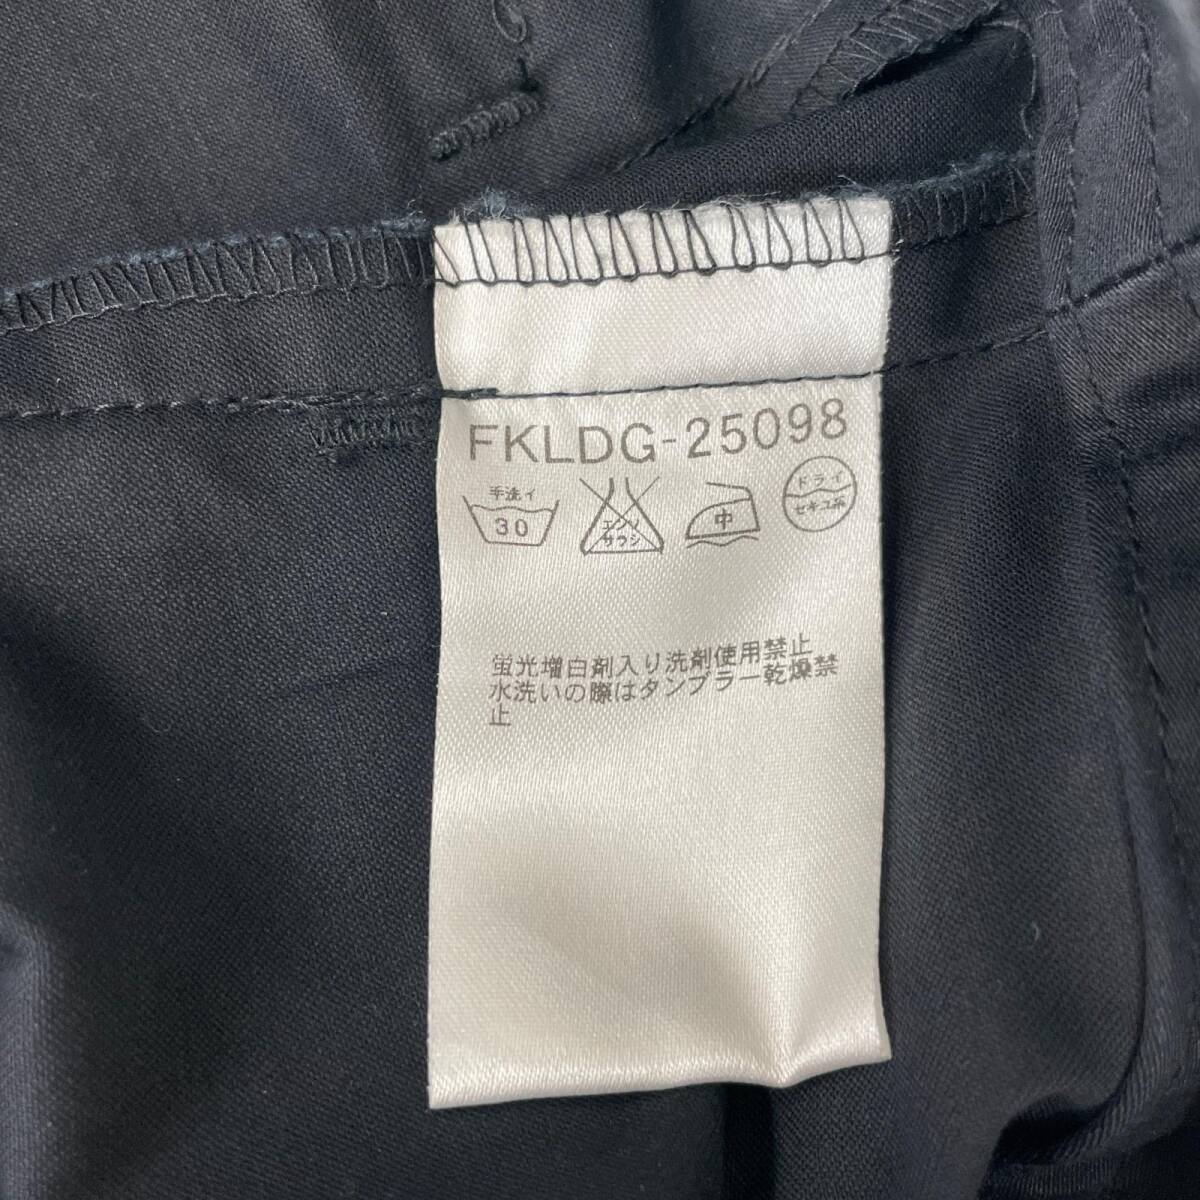 FKLDG-25098
手洗イ
30
エンソ
サラシ
中
ドライ
セキユ系
蛍光増白剤入り洗剤使用禁止
水洗いの際はタンブラー乾燥禁
止